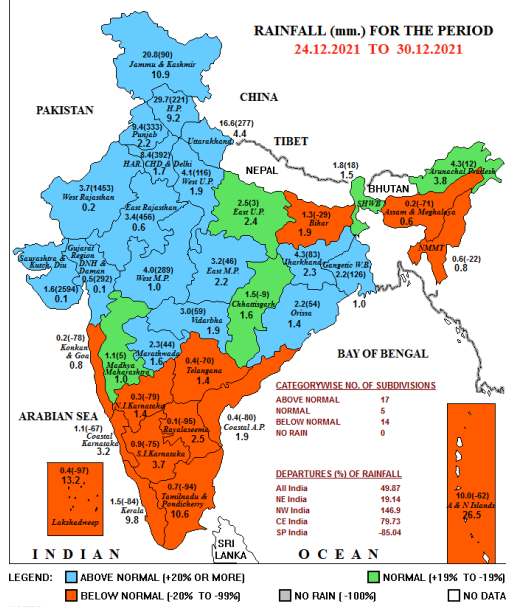 RAINFALL (mm.) FOR THE PERIOD
24.12.2021 TO 30.12.2021
20.8(90)
Jammu & Kashmir
10.9
CHINA
29.7(221)
H.P.
9.2
PAKISTAN
9.4(333)
Punjab
2.2
16.6(277)
4.4
Uttarakhand
TIBET
8.4(392)
HAR. CHD & Delhi
1.7
4.1(116)
West U.P.
1.9
NEPAL
1.8(18)
1.5
4.3(12)
Arunachal Pradesh
3.8
BHUTAN
3.7(1453)
West Rajasthan
0.2
East Rajasthan
3.4(456)
0.6
2.5(3)
East U.P.
2.4
1.3(-29)
Bihar
1.9
SHWB
0.2(-71)
Assam & Meghalaya
0.6
NMMT
0.6(-22)
0.8
Gujarat
Region
DNH &
Daman
0.5(292)
0.1
Saurashtra &
Kutch, Diu
1.6(2594)
0.1
4.0(289)
West M.P.
1.0
3.2(46)
East M.P.
2.2
4.3(83)
Jharkhand
2.3
Gangetic W.B.
2.2(126)
1.0
1.5(-9)
Chhattisgarh
1.6
2.2(54)
Orissa
1.4
3.0(59)
Vidarbha
1.9
0.2(-78)
Konkan
& Goa
0.8
1.1(5)
Madhya
Maharashtra
1.0
2.3(44)
Marathwada
1.6
0.4(-70)
Telangana
1.4
BAY OF BENGAL
CATEGORYWISE NO. OF SUBDIVISIONS
ABOVE NORMAL 17
NORMAL 5
BELOW NORMAL 14
NO RAIN 0
0.3(-79)
N.I.Karnataka
1.4
ARABIAN SEA
1.1(-67)
Coastal
Karnataka
3.2
0.1(-95)
Rayalaseema
2.5
0.4(-80)
Coastal A.P.
1.9
0.9(-75)
S.I.Karnataka
3.7
DEPARTURES (%) OF RAINFALL
All India 49.87
NE India 19.14
NW India 146.9
CE India 79.73
SP India -85.04
0.4(-97)
13.2
Lakshadweep
1.5(-84)
Kerala
9.8
0.7(-94)
Tamilnadu &
Pondicherry
10.6
10.0(-62)
A & N Islands
26.5
SRI
LANKA
INDIAN OCEAN
LEGEND: ABOVE NORMAL (+20% OR MORE) NORMAL (+19% TO -19%)
BELOW NORMAL (-20% TO -99%) NO RAIN (-100%) NO DATA